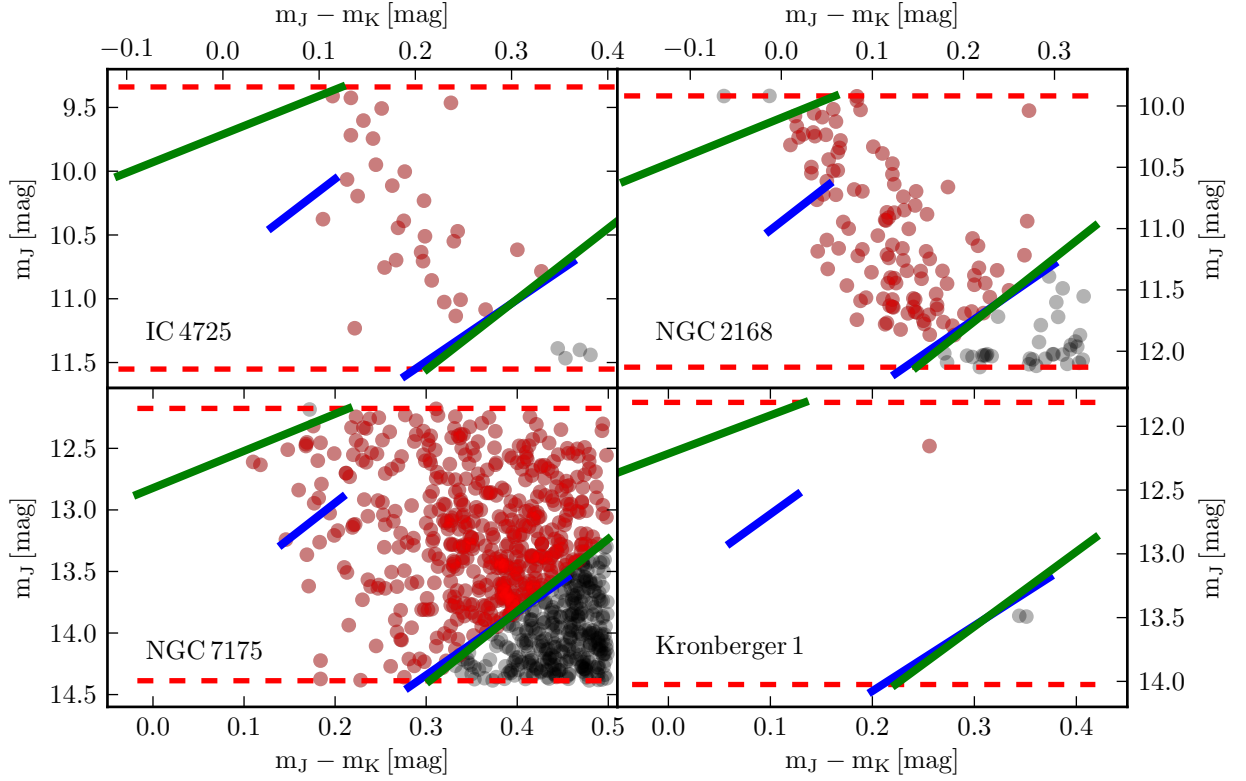 m_J − m_K [mag]
m_J − m_K [mag]
−0.1 0.0 0.1 0.2 0.3 0.4
−0.1 0.0 0.1 0.2 0.3
9.5
10.0
10.5
11.0
11.5
m_J [mag]
IC 4725
10.0
10.5
11.0
11.5
12.0
m_J [mag]
NGC 2168
12.5
13.0
13.5
14.0
14.5
m_J [mag]
NGC 7175
12.0
12.5
13.0
13.5
14.0
m_J [mag]
Kronberger 1
0.0 0.1 0.2 0.3 0.4 0.5
0.1 0.2 0.3 0.4
m_J − m_K [mag]
m_J − m_K [mag]